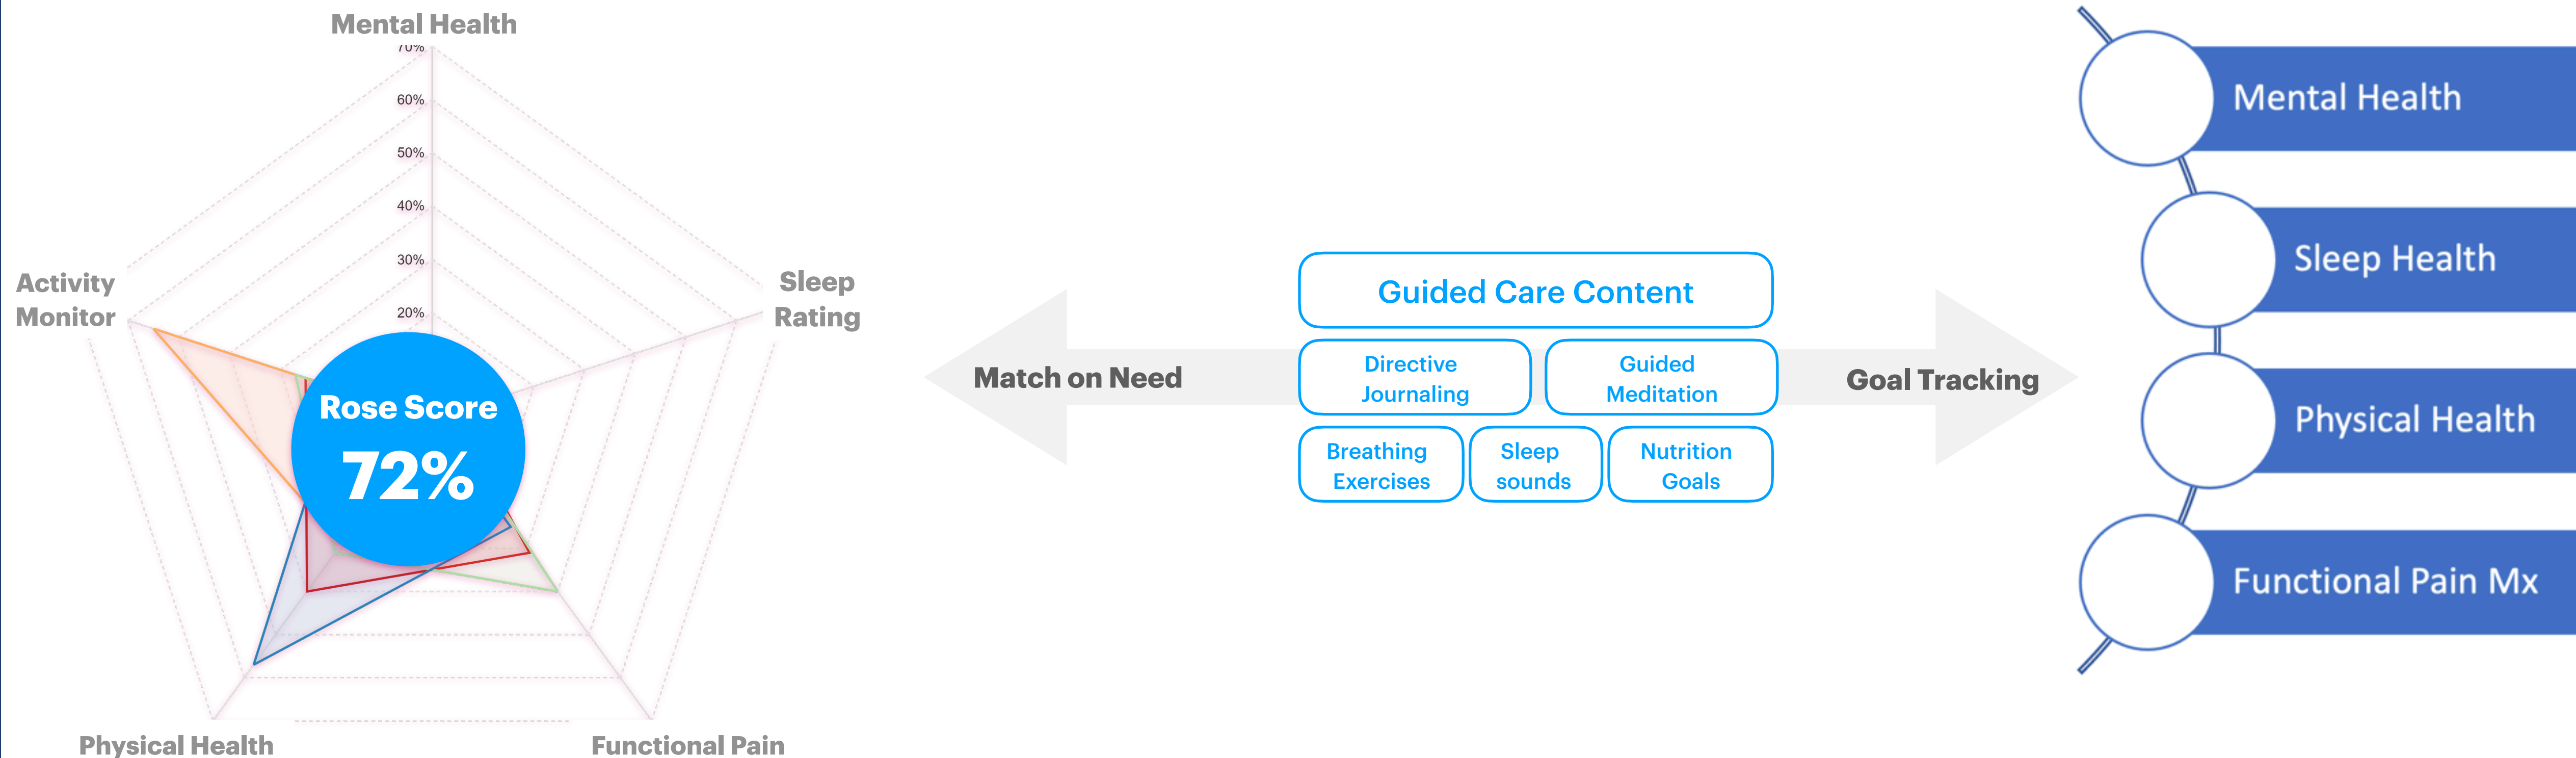 Mental Health
70%
60%
50%
40%
30%
20%
Activity
Monitor
Sleep
Rating
Rose Score
72%
Physical Health
Functional Pain
Match on Need
Guided Care Content
Directive
Journaling
Guided
Meditation
Breathing
Exercises
Sleep
sounds
Nutrition
Goals
Goal Tracking
Mental Health
Sleep Health
Physical Health
Functional Pain Mx